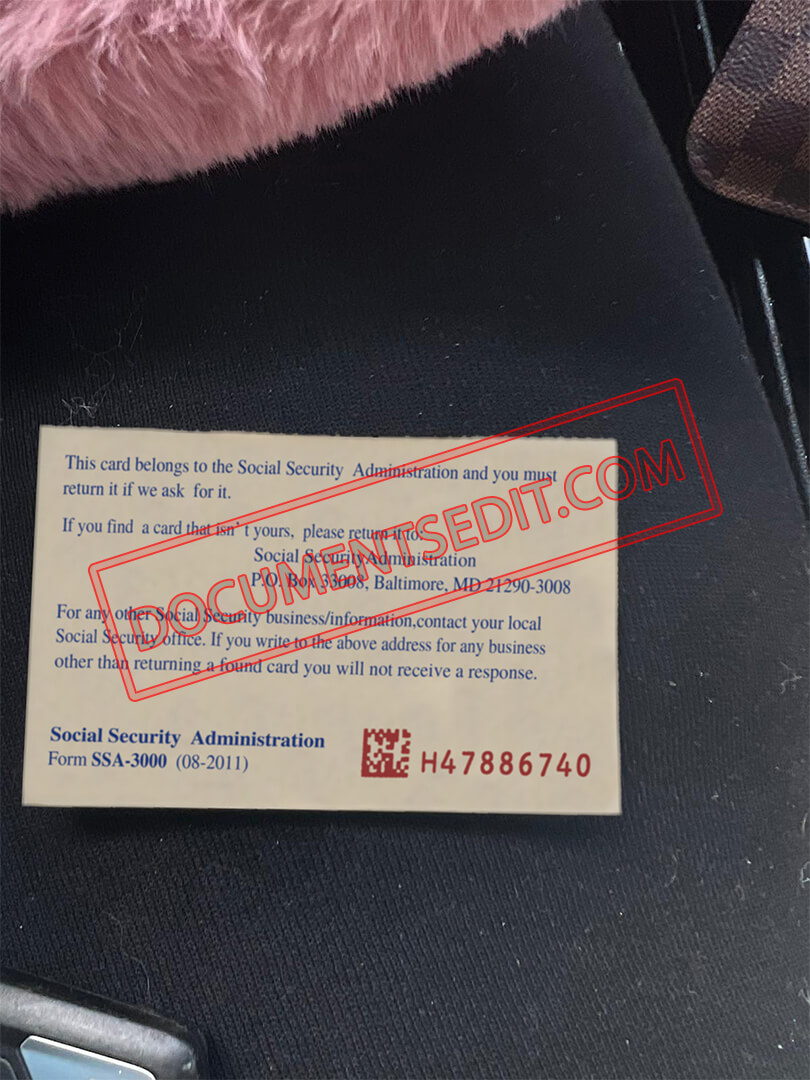 This card belongs to the Social Security Administration and you must
return it if we ask for it.
If you find a card that isn't yours, please return it to:
Social SecurityAdministration
P.O. Box 33008, Baltimore, MD 21290-3008
For any other Social Security business/information,contact your local
Social Security office. If you write to the above address for any business
other than returning a found card you will not receive a response.
DOCUMENTSEDIT.COM
Social Security Administration
Form SSA-3000 (08-2011)
H47886740